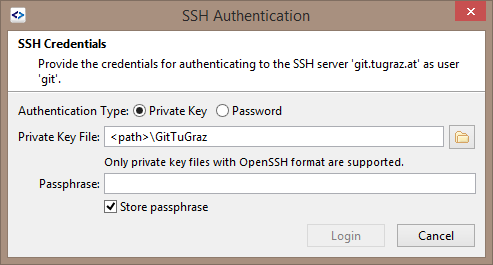 SSH Authentication
SSH Credentials
Provide the credentials for authenticating to the SSH server 'git.tugraz.at' as user
'git'.
Authentication Type: Private Key Password
Private Key File: <path>\GitTuGraz
Only private key files with OpenSSH format are supported.
Passphrase:
Store passphrase
Login Cancel